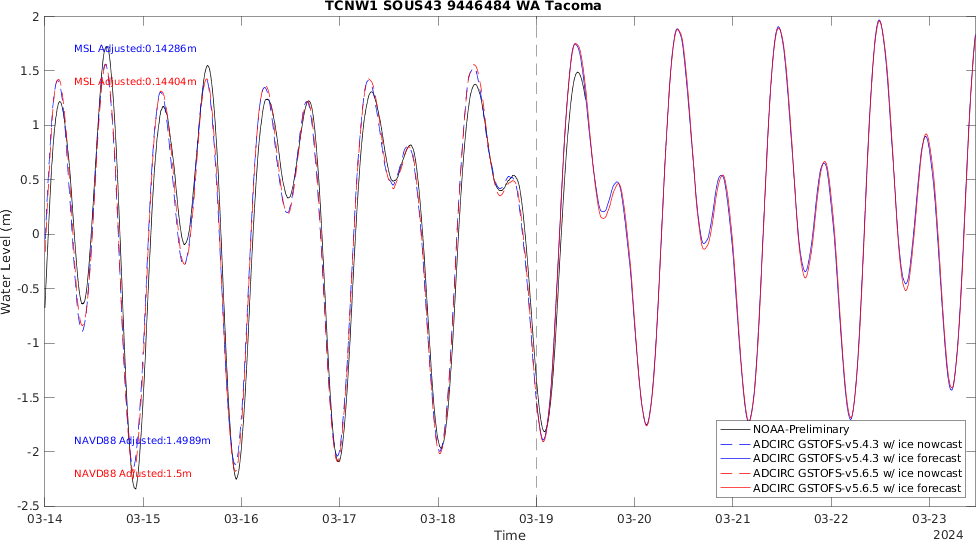 TCNW1 SOUS43 9446484 WA Tacoma
2
MSL Adjusted:0.14286m
1.5
MSL Adjusted:0.14404m
1
0.5
0
Water Level (m)
-0.5
-1
-1.5
NAVD88 Adjusted:1.4989m
-2
NAVD88 Adjusted:1.5m
-2.5
NOAA-Preliminary
ADCIRC GSTOFS-v5.4.3 w/ ice nowcast
ADCIRC GSTOFS-v5.4.3 w/ ice forecast
ADCIRC GSTOFS-v5.6.5 w/ ice nowcast
ADCIRC GSTOFS-v5.6.5 w/ ice forecast
03-14 03-15 03-16 03-17 03-18 03-19 03-20 03-21 03-22 03-23
Time
2024